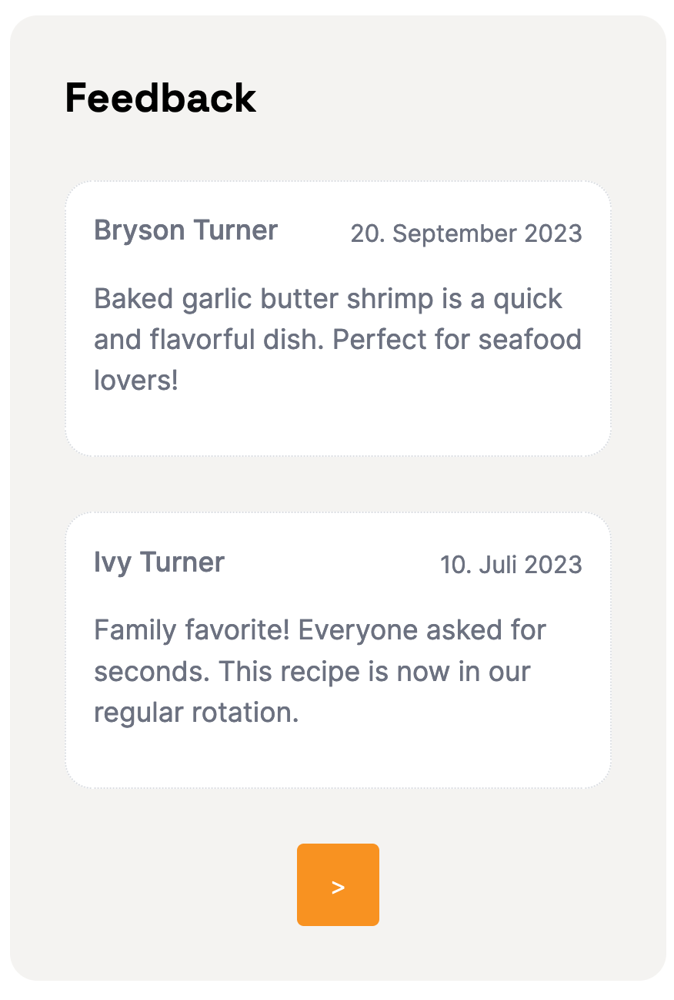 Feedback
Bryson Turner 20. September 2023
Baked garlic butter shrimp is a quick
and flavorful dish. Perfect for seafood
lovers!
Ivy Turner 10. Juli 2023
Family favorite! Everyone asked for
seconds. This recipe is now in our
regular rotation.
>